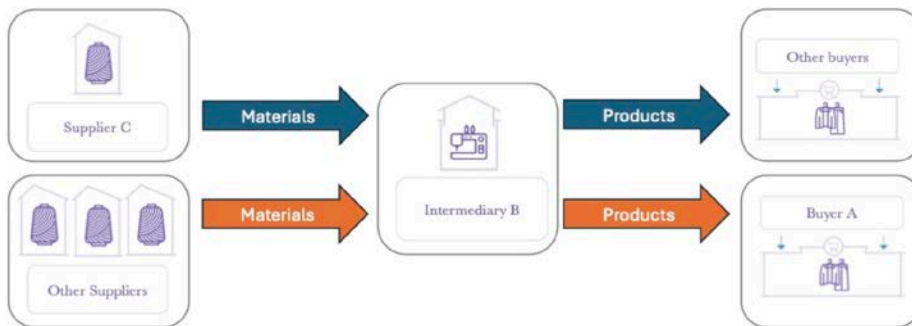 Supplier C
Materials
Other Suppliers
Materials
Intermediary B
Products
Other buyers
Products
Buyer A